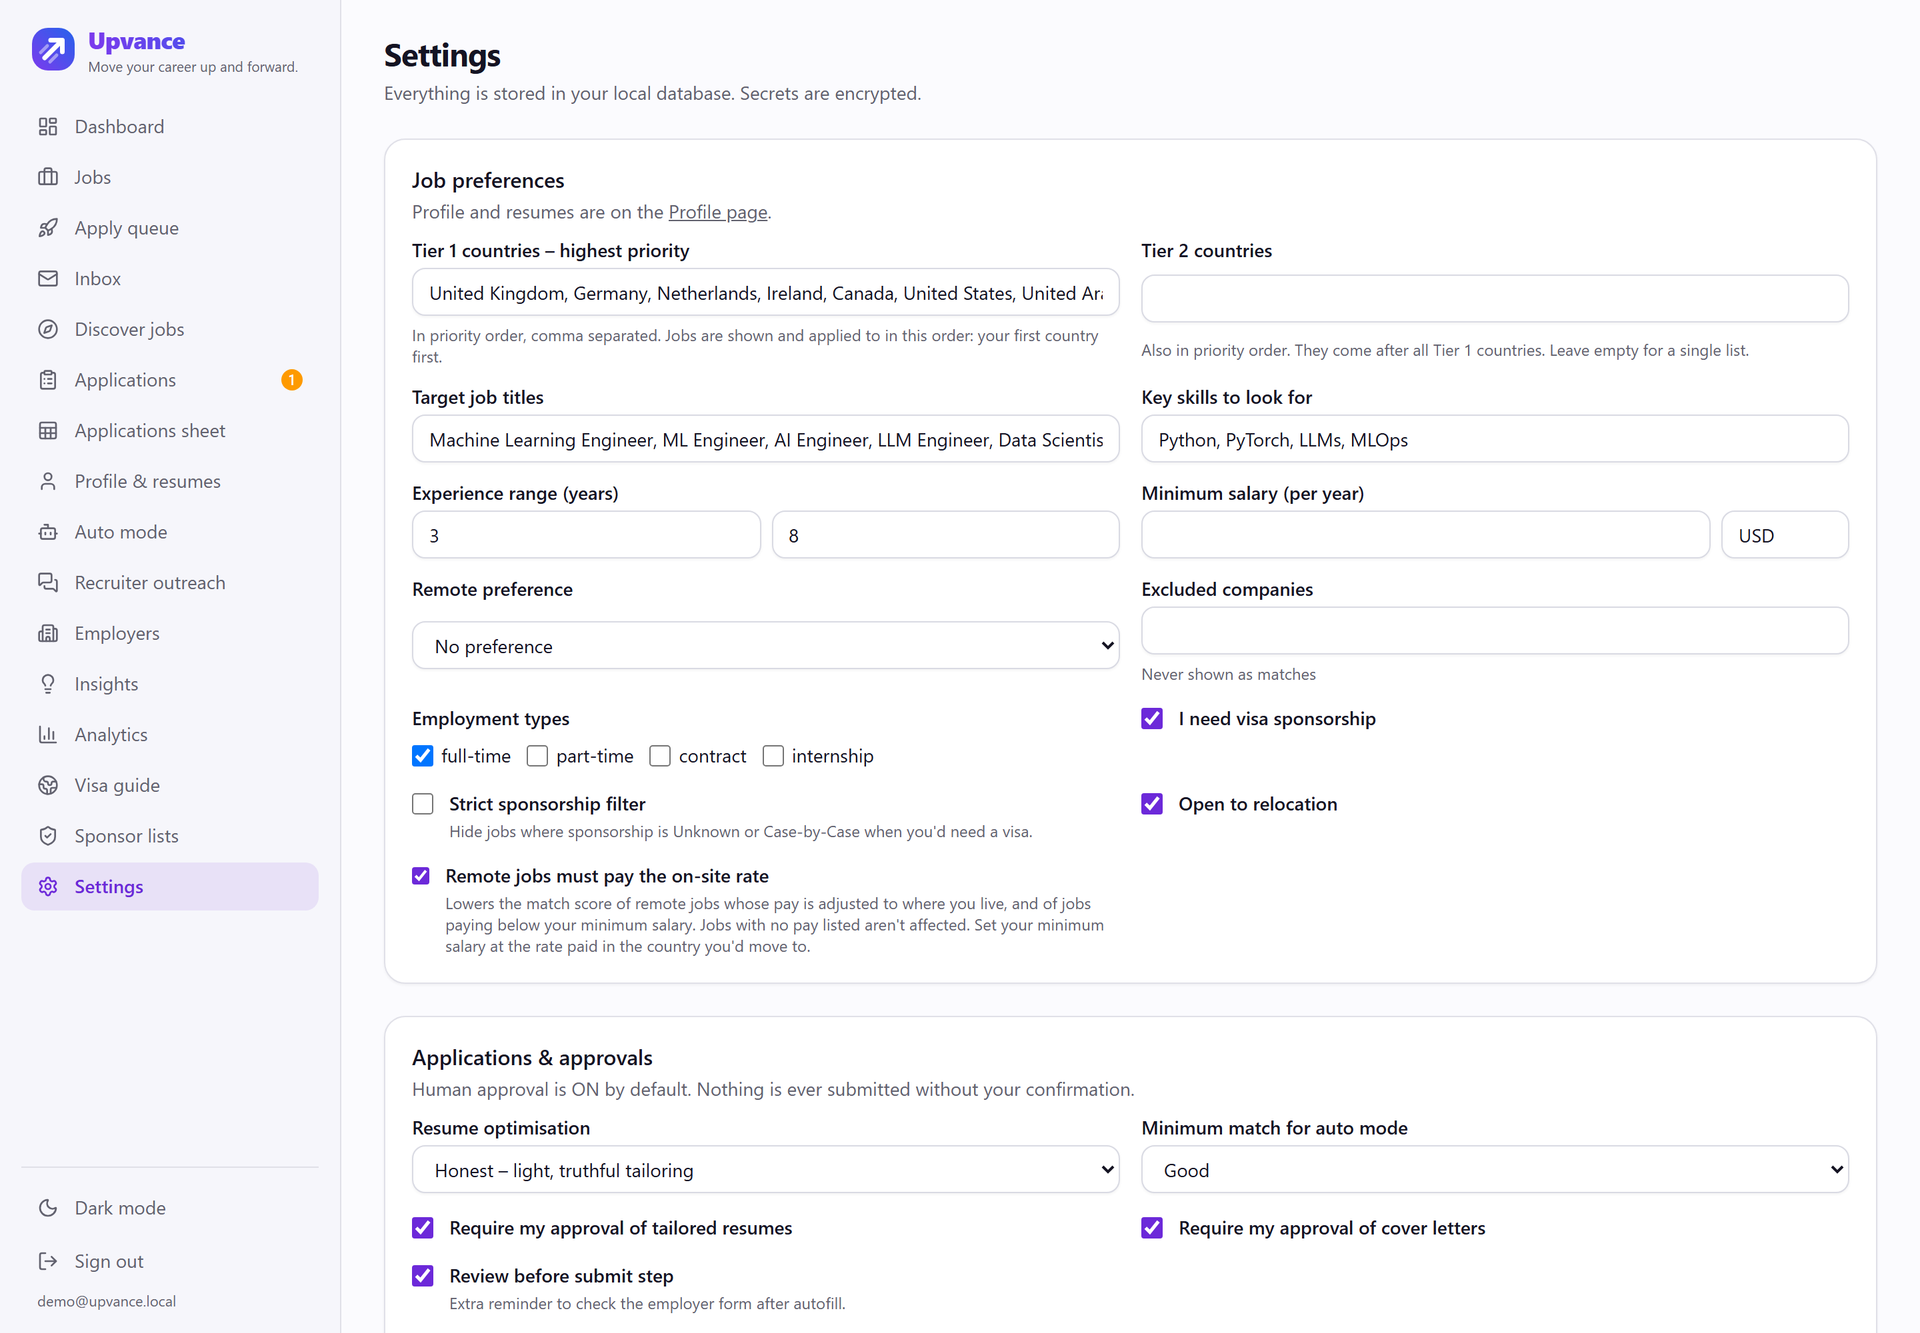 Upvance
Move your career up and forward.
Dashboard
Jobs
Apply queue
Inbox
Discover jobs
Applications
1
Applications sheet
Profile & resumes
Auto mode
Recruiter outreach
Employers
Insights
Analytics
Visa guide
Sponsor lists
Settings
Dark mode
Sign out
demo@upvance.local
Settings
Everything is stored in your local database. Secrets are encrypted.
Job preferences
Profile and resumes are on the Profile page.
Tier 1 countries – highest priority
United Kingdom, Germany, Netherlands, Ireland, Canada, United States, United Ara
In priority order, comma separated. Jobs are shown and applied to in this order: your first country
first.
Tier 2 countries
Also in priority order. They come after all Tier 1 countries. Leave empty for a single list.
Target job titles
Machine Learning Engineer, ML Engineer, AI Engineer, LLM Engineer, Data Scientis
Key skills to look for
Python, PyTorch, LLMs, MLOps
Experience range (years)
3
8
Minimum salary (per year)
USD
Remote preference
No preference
Excluded companies
Never shown as matches
Employment types
full-time
part-time
contract
internship
I need visa sponsorship
Strict sponsorship filter
Hide jobs where sponsorship is Unknown or Case-by-Case when you'd need a visa.
Open to relocation
Remote jobs must pay the on-site rate
Lowers the match score of remote jobs whose pay is adjusted to where you live, and of jobs
paying below your minimum salary. Jobs with no pay listed aren't affected. Set your minimum
salary at the rate paid in the country you'd move to.
Applications & approvals
Human approval is ON by default. Nothing is ever submitted without your confirmation.
Resume optimisation
Honest – light, truthful tailoring
Minimum match for auto mode
Good
Require my approval of tailored resumes
Require my approval of cover letters
Review before submit step
Extra reminder to check the employer form after autofill.